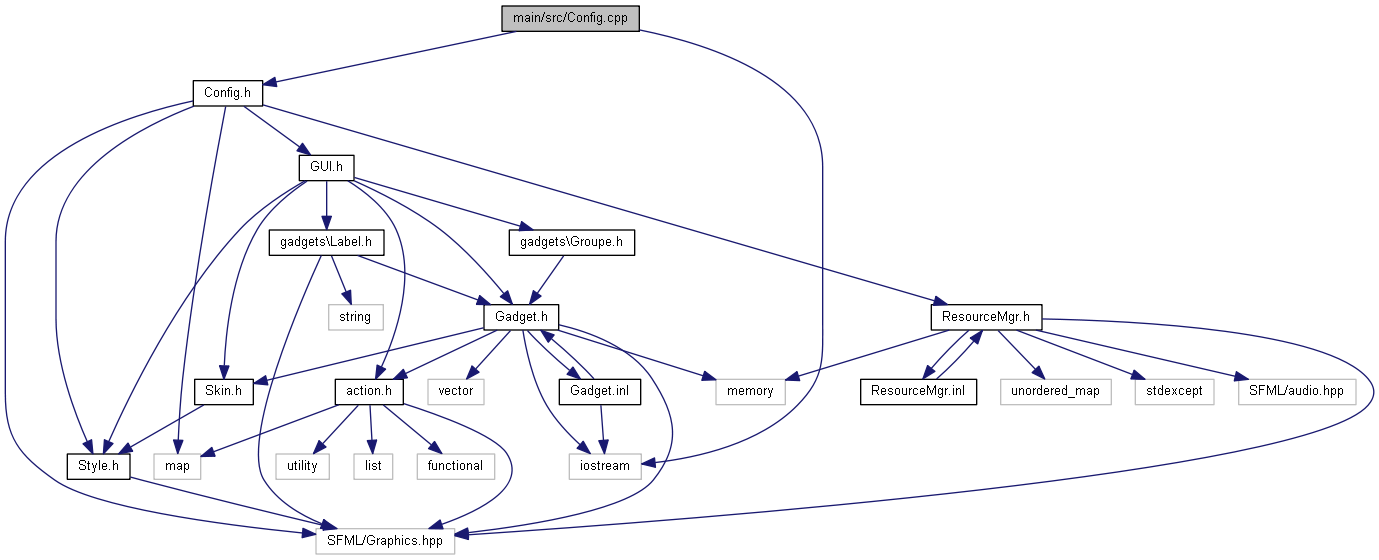 main/src/Config.cpp
Config.h
GUI.h
gadgets\Label.h
gadgets\Groupe.h
string
Gadget.h
ResourceMgr.h
Skin.h
action.h
vector
Gadget.inl
memory
ResourceMgr.inl
unordered_map
stdexcept
SFML/audio.hpp
Style.h
map
utility
list
functional
iostream
SFML/Graphics.hpp